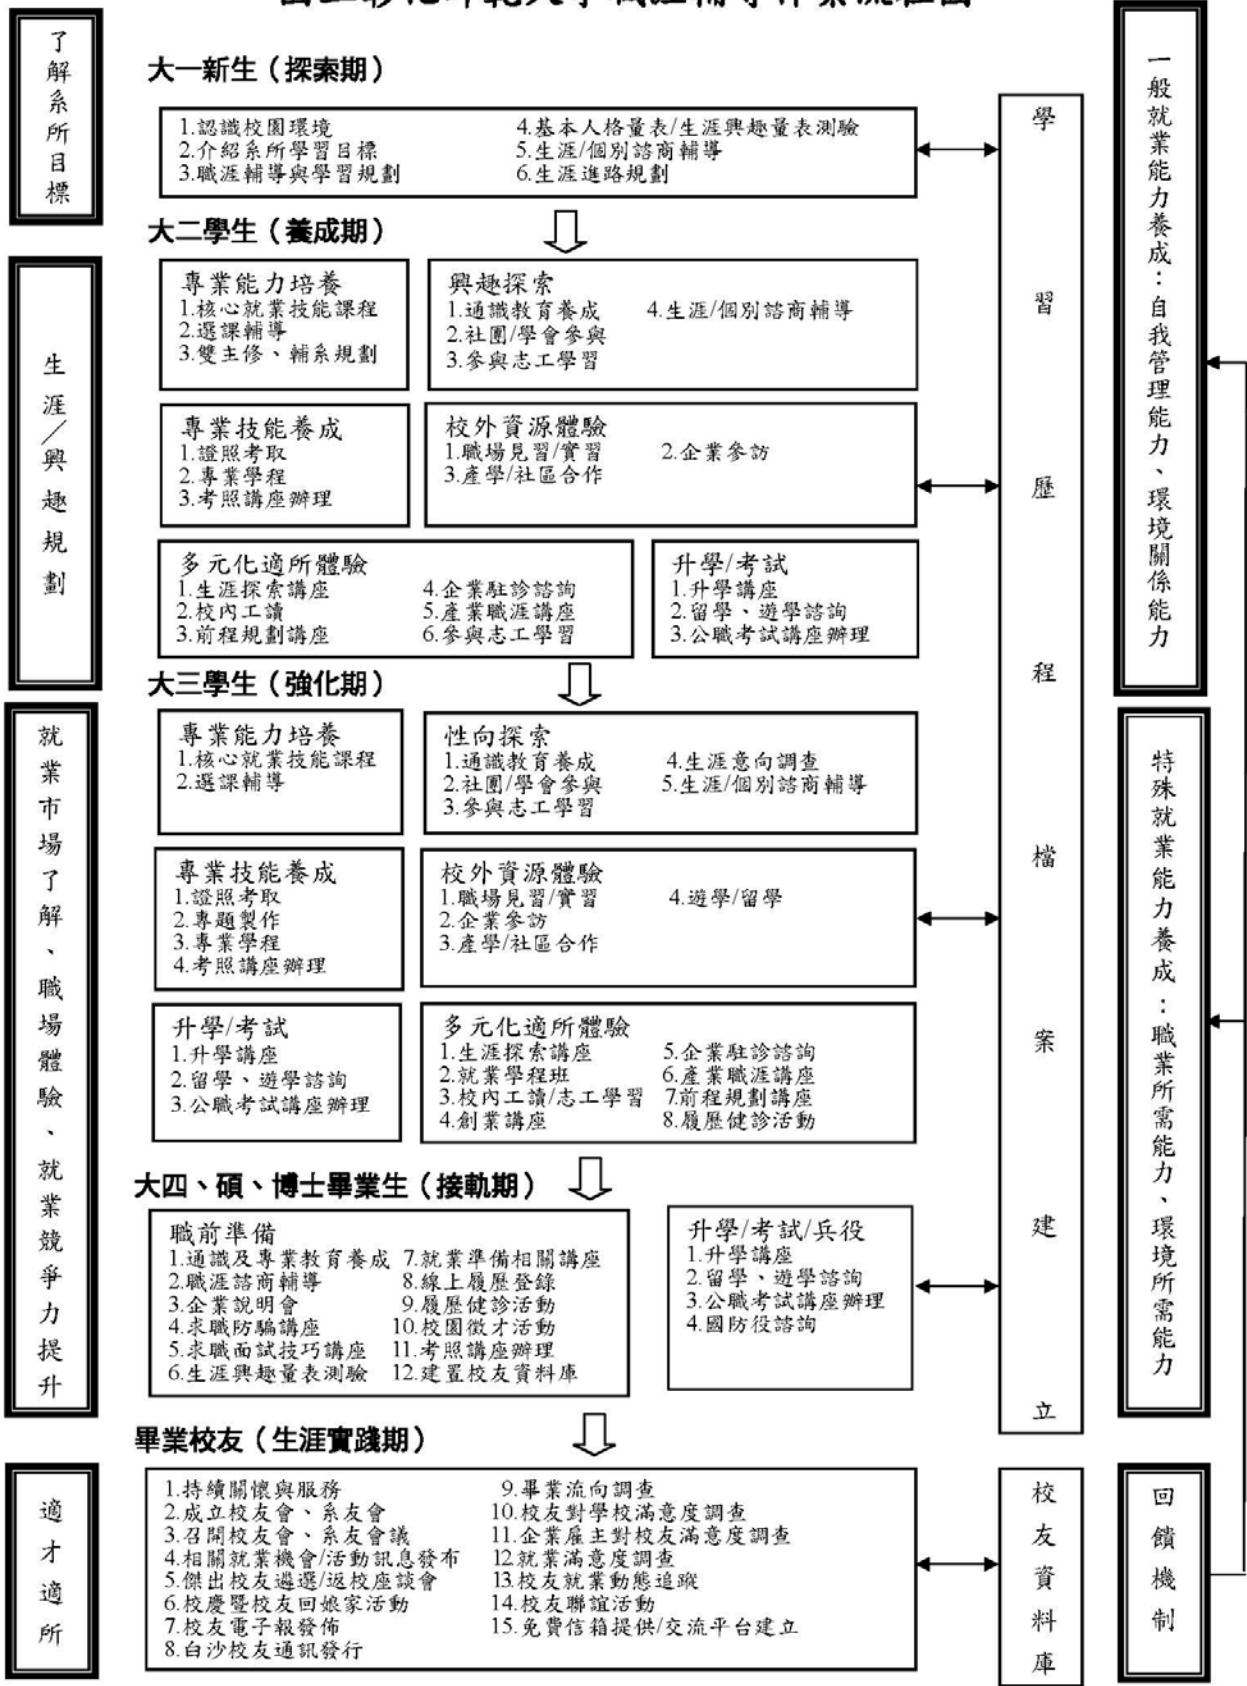 了解系所目標
大一新生（探索期）
1.認識校園環境
2.介紹系所學習目標
3.職涯輔導與學習規劃
4.基本人格量表/生涯興趣量表測驗
5.生涯/個別諮商輔導
6.生涯進路規劃
生涯／興趣規劃
大二學生（養成期）
專業能力培養
1.核心就業技能課程
2.選課輔導
3.雙主修、輔系規劃
興趣探索
1.通識教育養成
2.社團/學會參與
3.參與志工學習
4.生涯/個別諮商輔導
專業技能養成
1.證照考取
2.專業學程
3.考照講座辦理
校外資源體驗
1.職場見習/實習
2.企業參訪
3.產學/社區合作
多元化適所體驗
1.生涯探索講座
2.校內工讀
3.前程規劃講座
4.企業駐診諮詢
5.產業職涯講座
6.參與志工學習
升學/考試
1.升學講座
2.留學、遊學諮詢
3.公職考試講座辦理
就業市場了解、職場體驗、就業競爭力提升
大三學生（強化期）
專業能力培養
1.核心就業技能課程
2.選課輔導
性向探索
1.通識教育養成
2.社團/學會參與
3.參與志工學習
4.生涯意向調查
5.生涯/個別諮商輔導
專業技能養成
1.證照考取
2.專題製作
3.專業學程
4.考照講座辦理
校外資源體驗
1.職場見習/實習
2.企業參訪
3.產學/社區合作
4.遊學/留學
升學/考試
1.升學講座
2.留學、遊學諮詢
3.公職考試講座辦理
多元化適所體驗
1.生涯探索講座
2.就業學程班
3.校內工讀/志工學習
4.創業講座
5.企業駐診諮詢
6.產業職涯講座
7.前程規劃講座
8.履歷健診活動
大四、碩、博士畢業生（接軌期）
職前準備
1.通識及專業教育養成
2.職涯諮商輔導
3.企業說明會
4.求職防騙講座
5.求職面試技巧講座
6.生涯興趣量表測驗
7.就業準備相關講座
8.線上履歷登錄
9.履歷健診活動
10.校園徵才活動
11.考照講座辦理
12.建置校友資料庫
升學/考試/兵役
1.升學講座
2.留學、遊學諮詢
3.公職考試講座辦理
4.國防役諮詢
適才適所
畢業校友（生涯實踐期）
1.持續關懷與服務
2.成立校友會、系友會
3.召開校友會、系友會議
4.相關就業機會/活動訊息發布
5.傑出校友遴選/返校座談會
6.校慶暨校友回娘家活動
7.校友電子報發佈
8.白沙校友通訊發行
9.畢業流向調查
10.校友對學校滿意度調查
11.企業雇主對校友滿意度調查
12就業滿意度調查
13.校友就業動態追蹤
14.校友聯誼活動
15.免費信箱提供/交流平台建立
學習歷程檔案建立
校友資料庫
一般就業能力養成：自我管理能力、環境關係能力
特殊就業能力養成：職業所需能力、環境所需能力
回饋機制